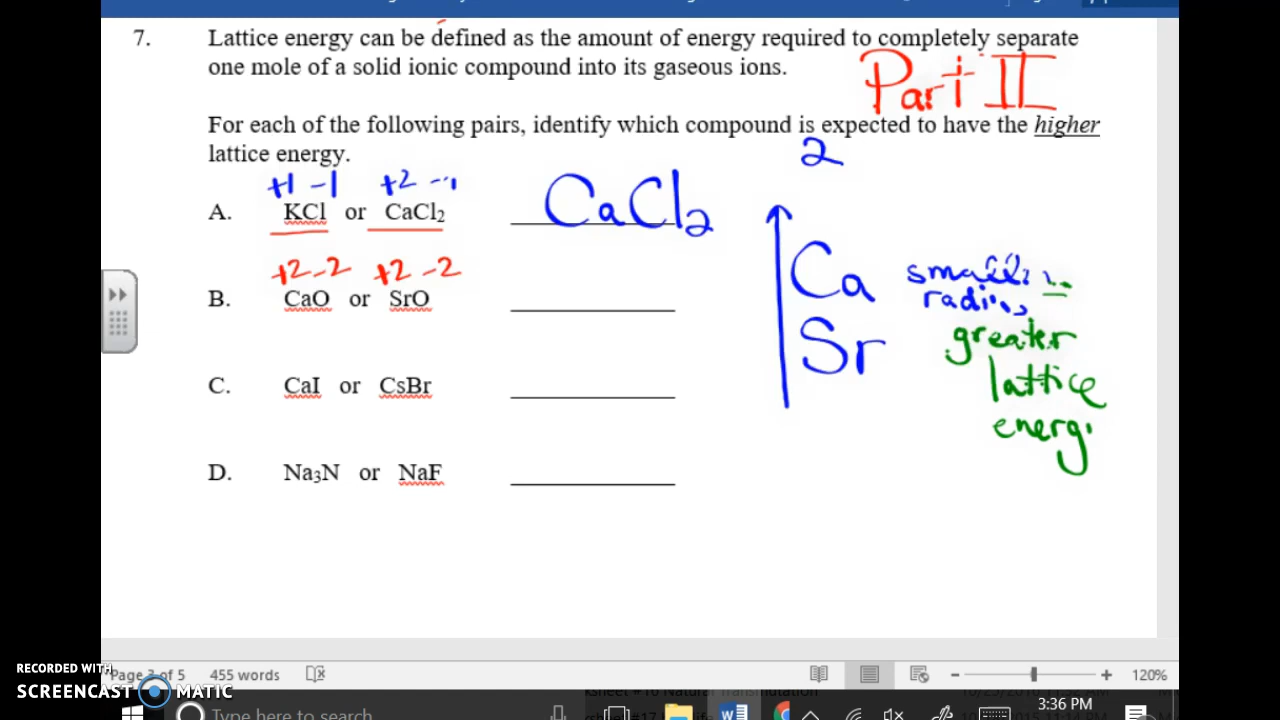 7. Lattice energy can be defined as the amount of energy required to completely separate
one mole of a solid ionic compound into its gaseous ions.
Part II
For each of the following pairs, identify which compound is expected to have the higher
lattice energy.
2
+1 -1 +2 -1
A. KCl or CaCl₂ CaCl₂
+2 -2 +2 -2
B. CaO or SrO
Ca
Sr
radius
greater
lattice
energy
C. CaI or CsBr
D. Na₃N or NaF
Page 3 of 5 455 words 120%
RECORDED WITH
SCREENCAST MATIC
Type here to search
3:36 PM